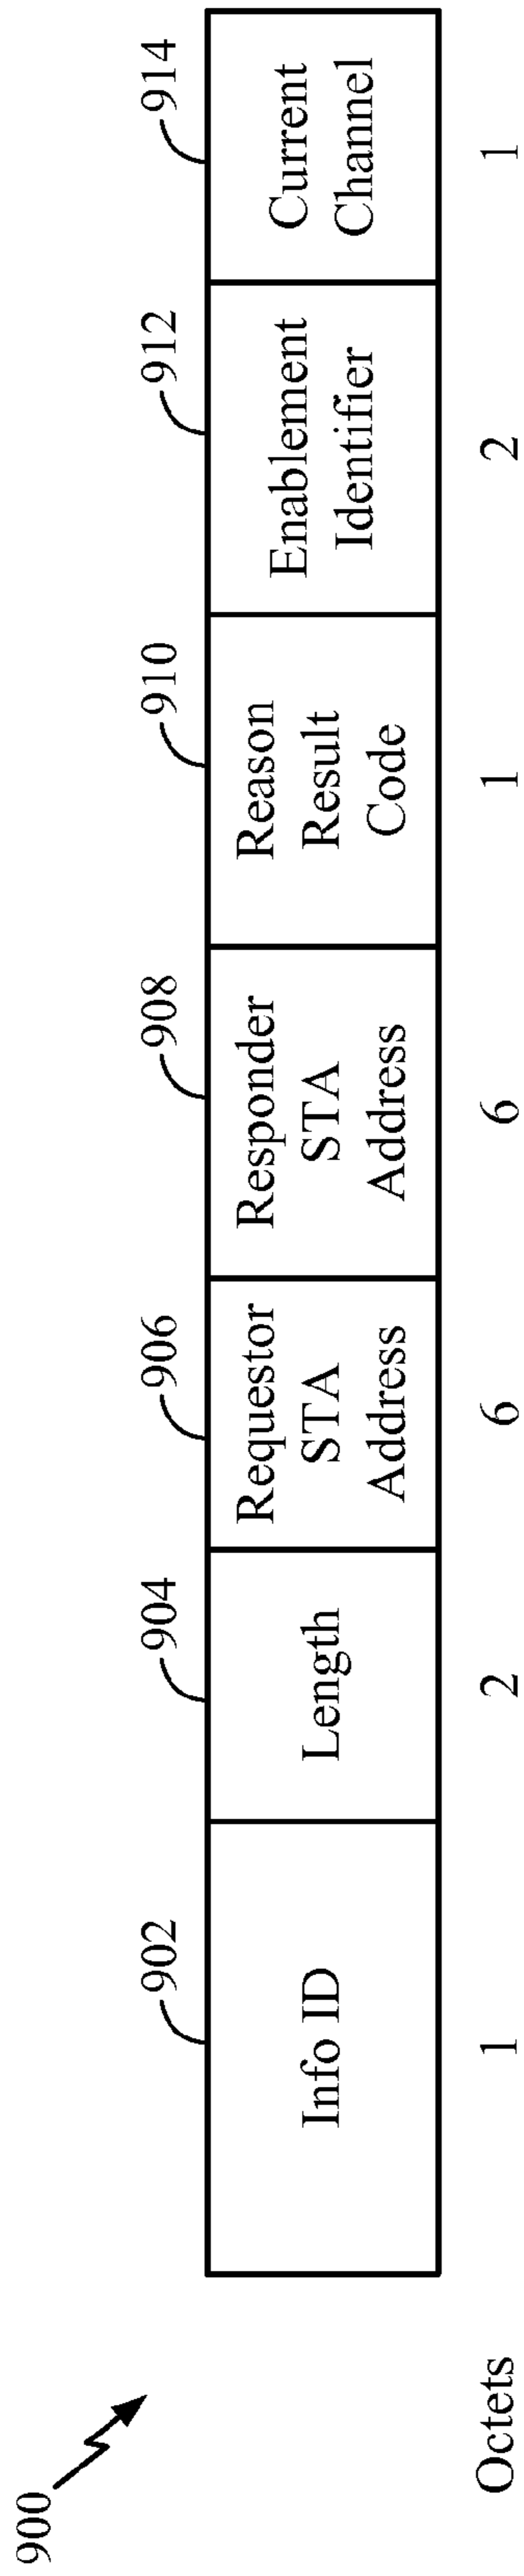 900
902
904
906
908
910
912
914
Info ID
Length
Requestor
STA
Address
Responder
STA
Address
Reason
Result
Code
Enablement
Identifier
Current
Channel
Octets 1 2 6 6 1 2 1